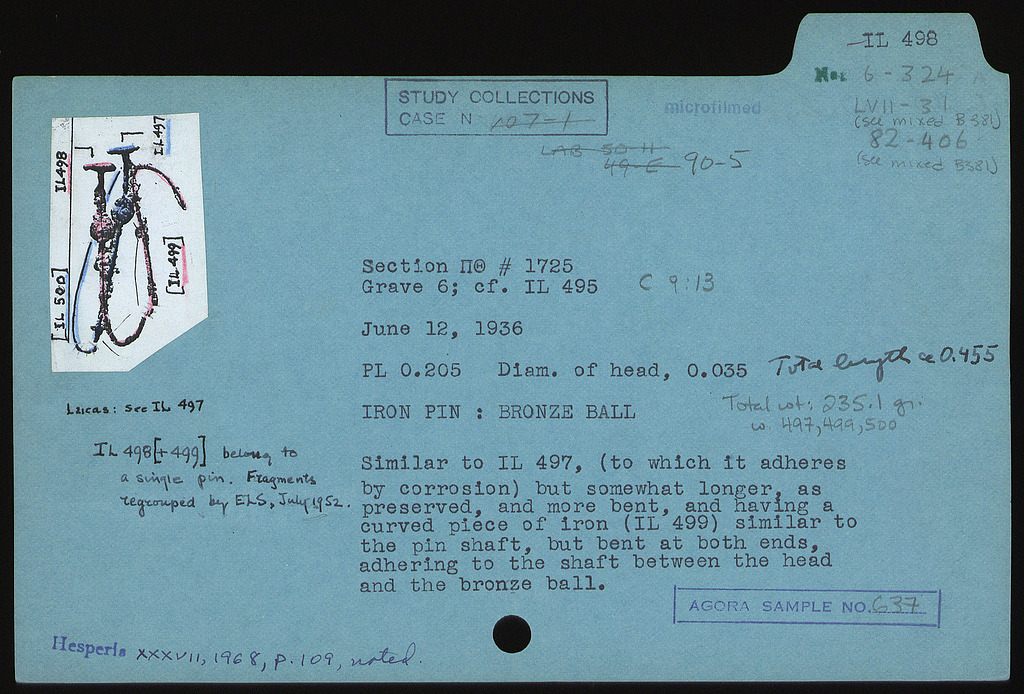 IL 498
Neg. 6-324
LVII-31
(see mixed B381)
82-406
(see mixed B381)
STUDY COLLECTIONS
CASE N 107-1
microfilmed
LAB 50-H
49-E 90-5
IL498
IL497
[IL 500]
[IL 499]
Section ΠΘ # 1725
Grave 6; cf. IL 495 C 9:13
June 12, 1936
PL 0.205 Diam. of head, 0.035 Total length ca 0.455
IRON PIN : BRONZE BALL
Total wt: 235.1 gr.
w. 497,499,500
Lucas: See IL 497
IL 498[+499] belong to
a single pin. Fragments
regrouped by ELS, July 1952.
Similar to IL 497, (to which it adheres
by corrosion) but somewhat longer, as
preserved, and more bent, and having a
curved piece of iron (IL 499) similar to
the pin shaft, but bent at both ends,
adhering to the shaft between the head
and the bronze ball.
AGORA SAMPLE NO. 637
Hesperia XXXVII, 1968, p. 109, noted.